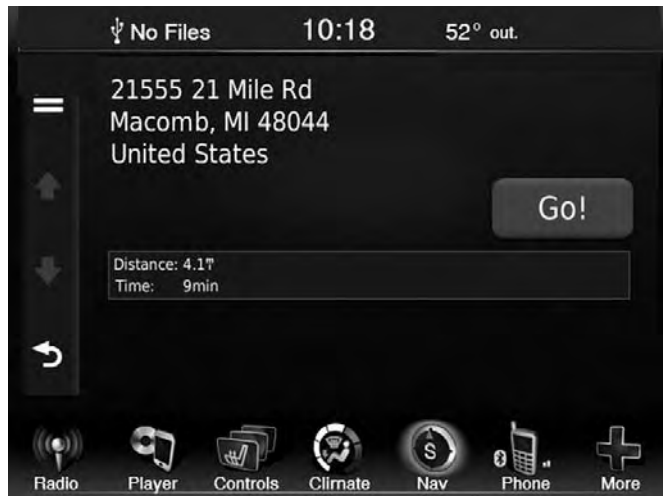 No Files 10:18 52° out.
21555 21 Mile Rd
Macomb, MI 48044
United States
Go!
Distance: 4.1
Time: 9min
S
Radio Player Controls Climate Nav Phone More